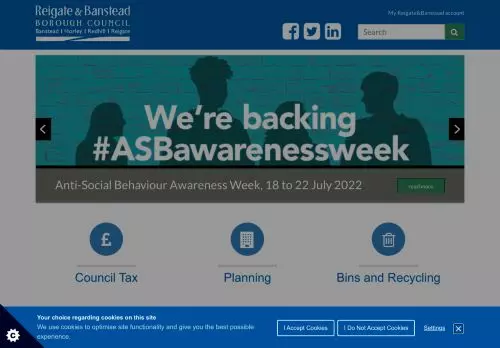 Reigate & Banstead
BOROUGH COUNCIL
Banstead | Horley | Redhill | Reigate
My Reigate&Banstead account
Search
We're backing
#ASBawarenessweek
Anti-Social Behaviour Awareness Week, 18 to 22 July 2022
read more
£
Council Tax
Planning
Bins and Recycling
Your choice regarding cookies on this site
We use cookies to optimise site functionality and give you the best possible
experience.
I Accept Cookies
I Do Not Accept Cookies
Settings